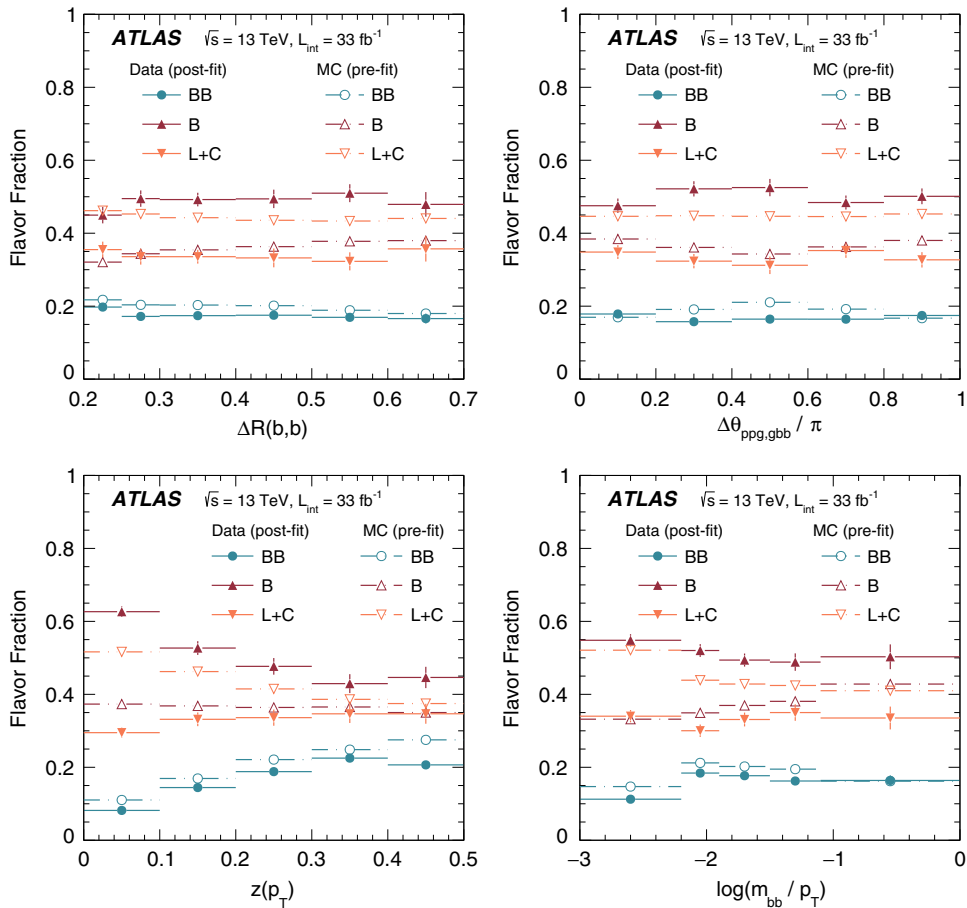 ATLAS √s = 13 TeV, L_int = 33 fb⁻¹
Data (post-fit) MC (pre-fit)
BB BB
B B
L+C L+C
Flavor Fraction
1
0.8
0.6
0.4
0.2
0
0.2 0.3 0.4 0.5 0.6 0.7
ΔR(b,b)
ATLAS √s = 13 TeV, L_int = 33 fb⁻¹
Data (post-fit) MC (pre-fit)
BB BB
B B
L+C L+C
Flavor Fraction
1
0.8
0.6
0.4
0.2
0
0 0.2 0.4 0.6 0.8 1
Δθ_ppg,gbb / π
ATLAS √s = 13 TeV, L_int = 33 fb⁻¹
Data (post-fit) MC (pre-fit)
BB BB
B B
L+C L+C
Flavor Fraction
1
0.8
0.6
0.4
0.2
0
0 0.1 0.2 0.3 0.4 0.5
z(p_T)
ATLAS √s = 13 TeV, L_int = 33 fb⁻¹
Data (post-fit) MC (pre-fit)
BB BB
B B
L+C L+C
Flavor Fraction
1
0.8
0.6
0.4
0.2
0
−3 −2 −1 0
log(m_bb / p_T)